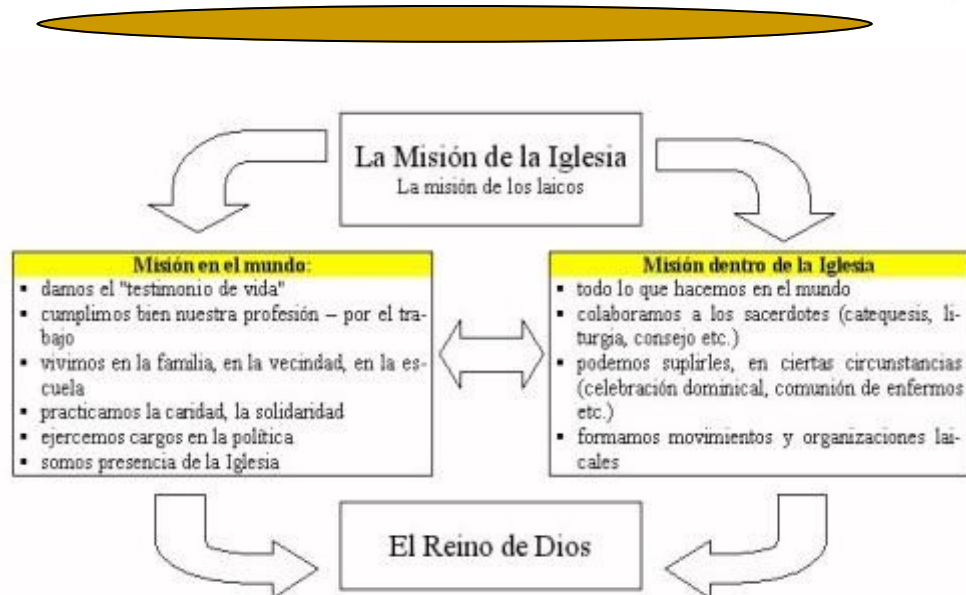 La Misión de la Iglesia
La misión de los laicos
Misión en el mundo:
▪ damos el "testimonio de vida"
▪ cumplimos bien nuestra profesión – por el tra-
bajo
▪ vivimos en la familia, en la vecindad, en la es-
cuela
▪ practicamos la caridad, la solidaridad
▪ ejercemos cargos en la política
▪ somos presencia de la Iglesia
Misión dentro de la Iglesia
▪ todo lo que hacemos en el mundo
▪ colaboramos a los sacerdotes (catequesis, li-
turgia, consejo etc.)
▪ podemos suplirles, en ciertas circunstancias
(celebración dominical, comunión de enfermos
etc.)
▪ formamos movimientos y organizaciones lai-
cales
El Reino de Dios